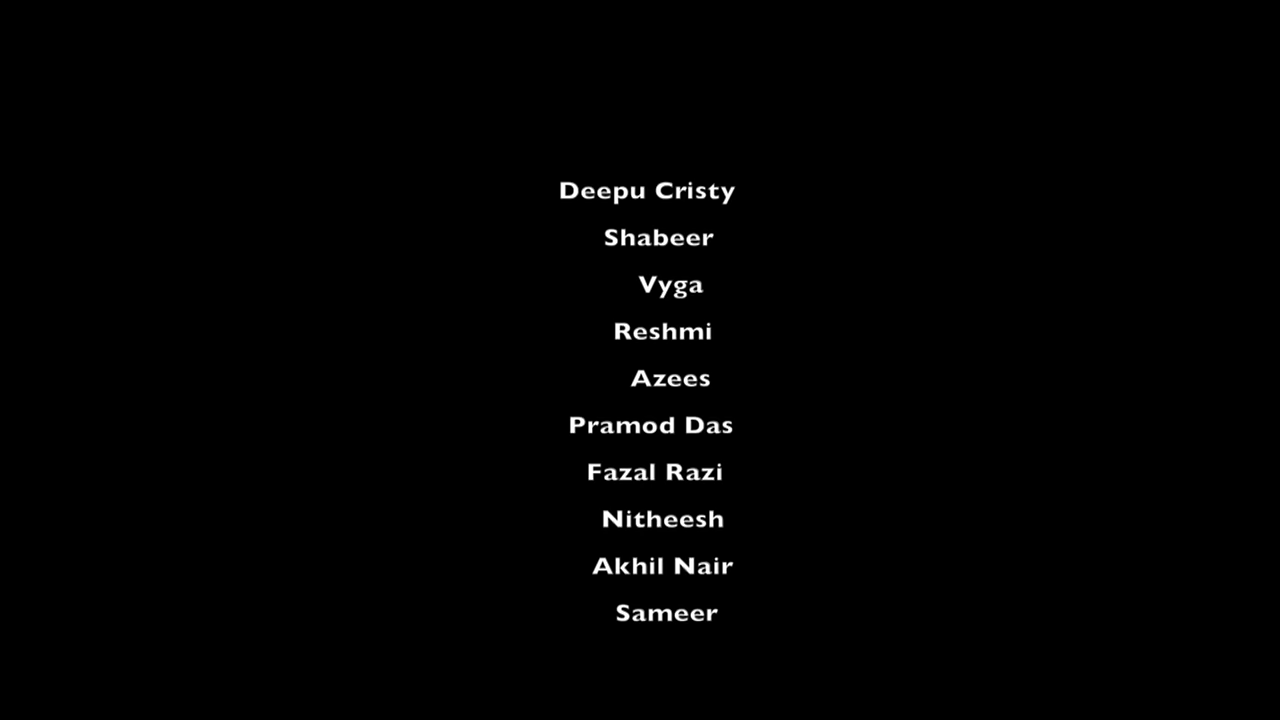 Deepu Cristy
Shabeer
Vyga
Reshmi
Azees
Pramod Das
Fazal Razi
Nitheesh
Akhil Nair
Sameer